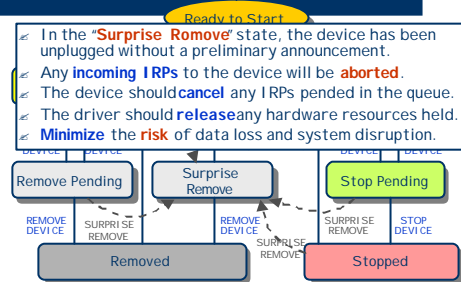 Ready to Start
In the "Surprise Romove" state, the device has been
unplugged without a preliminary announcement.
Any incoming IRPs to the device will be aborted.
The device should cancel any IRPs pended in the queue.
The driver should release any hardware resources held.
Minimize the risk of data loss and system disruption.
DEVICE DEVICE DEVICE DEVICE
Remove Pending
Surprise
Remove
Stop Pending
REMOVE
DEVICE
SURPRISE
REMOVE
REMOVE
DEVICE
SURPRISE
REMOVE
SURPRISE
REMOVE
STOP
DEVICE
Removed
Stopped